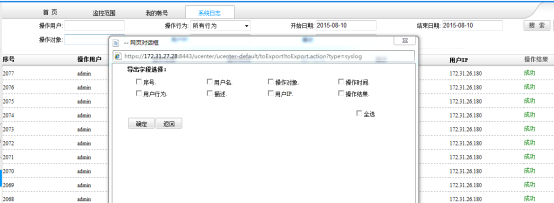 首 页 监控范围 我的帐号 系统日志
操作用户: 操作行为: 所有行为 开始日期: 2015-08-10 结束日期: 2015-08-10 搜 索
操作对象:
-- 网页对话框
https://172.31.27.28:8443/ucenter/ucenter-default/toExport!toExport.action?type=syslog
导出字段选择:
序号. 用户名. 操作对象. 操作时间.
用户行为. 描述. 用户IP. 操作结果.
全选
确定 返回
序号 操作用户 用户IP 操作结果
2077 admin 172.31.26.180 成功
2076 admin 172.31.26.180 成功
2075 admin 172.31.26.180 成功
2074 admin 172.31.26.180 成功
2073 admin 172.31.26.180 成功
2072 admin 172.31.26.180 成功
2071 admin 172.31.26.180 成功
2070 admin 172.31.26.180 成功
2069 admin 172.31.26.180 成功
2068 admin 172.31.26.180 成功